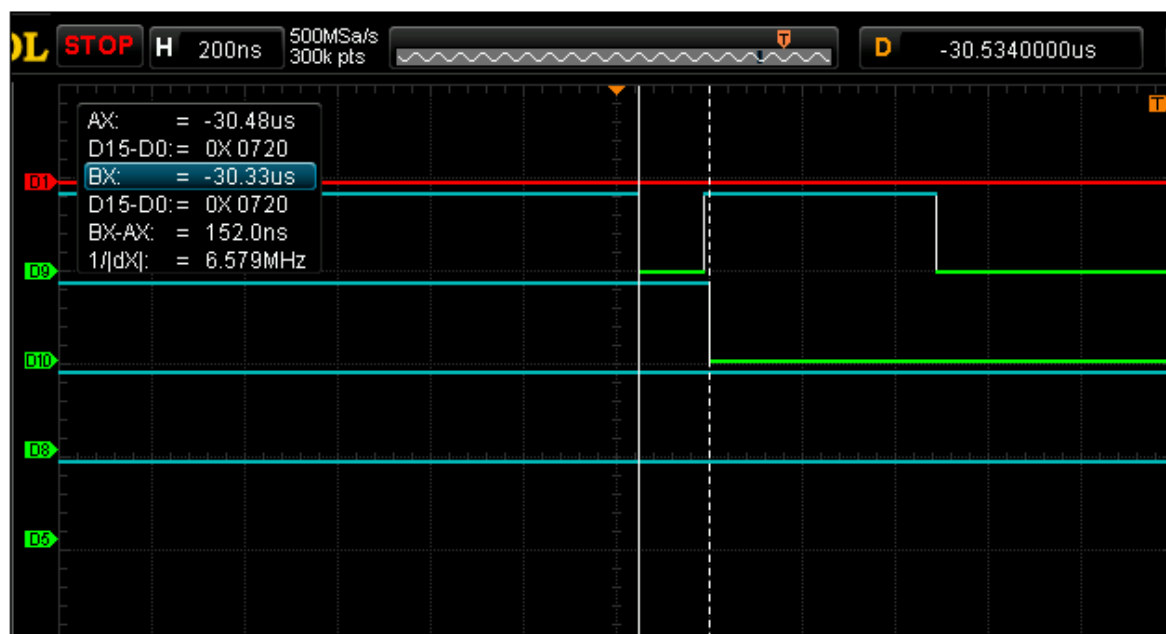 OL STOP H 200ns 500MSa/s 300k pts T D -30.5340000us
T
AX: = -30.48us
D15-D0: = 0X 0720
BX: = -30.33us
D15-D0: = 0X 0720
BX-AX: = 152.0ns
1/|dX|: = 6.579MHz
D1
D9
D10
D8
D5